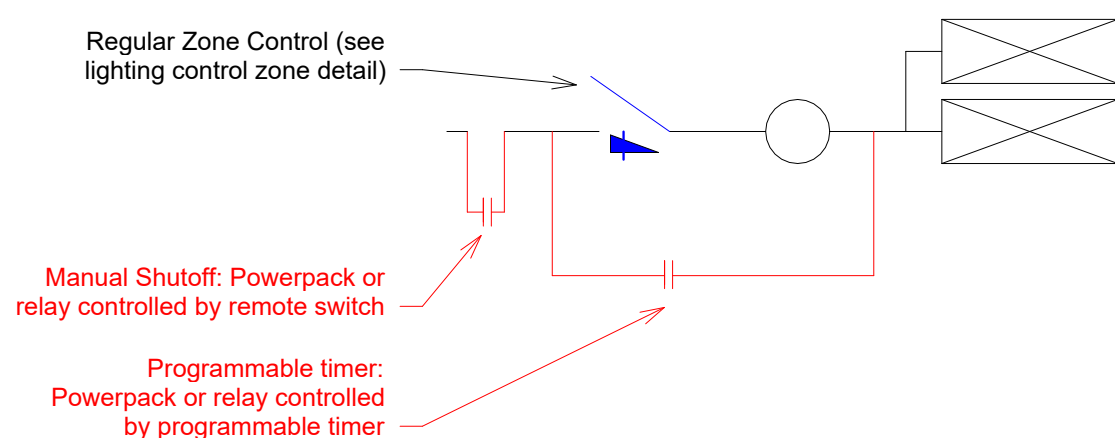 Regular Zone Control (see
lighting control zone detail)
Manual Shutoff: Powerpack or
relay controlled by remote switch
Programmable timer:
Powerpack or relay controlled
by programmable timer